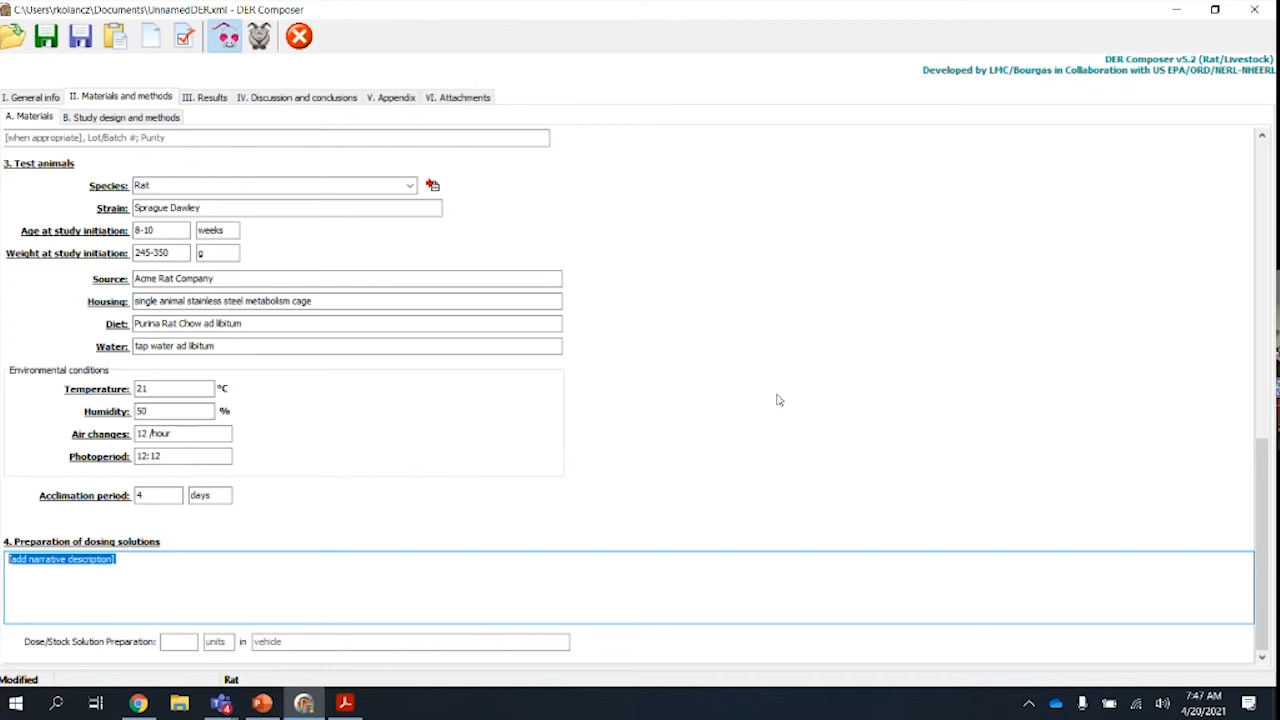 C:\Users\rkolancz\Documents\UnnamedDER.xml - DER Composer
DER Composer v5.2 (Rat/Livestock)
Developed by LMC/Bourgas in Collaboration with US EPA/ORD/NERL-NHEERL
I. General info II. Materials and methods III. Results IV. Discussion and conclusions V. Appendix VI. Attachments
A. Materials B. Study design and methods
[when appropriate], Lot/Batch #; Purity
3. Test animals
Species: Rat
Strain: Sprague Dawley
Age at study initiation: 8-10 weeks
Weight at study initiation: 245-350 g
Source: Acme Rat Company
Housing: single animal stainless steel metabolism cage
Diet: Purina Rat Chow ad libitum
Water: tap water ad libitum
Environmental conditions
Temperature: 21 °C
Humidity: 50 %
Air changes: 12 /hour
Photoperiod: 12:12
Acclimation period: 4 days
4. Preparation of dosing solutions
[add narrative description]
Dose/Stock Solution Preparation: units in vehicle
Modified Rat
7:47 AM
4/20/2021